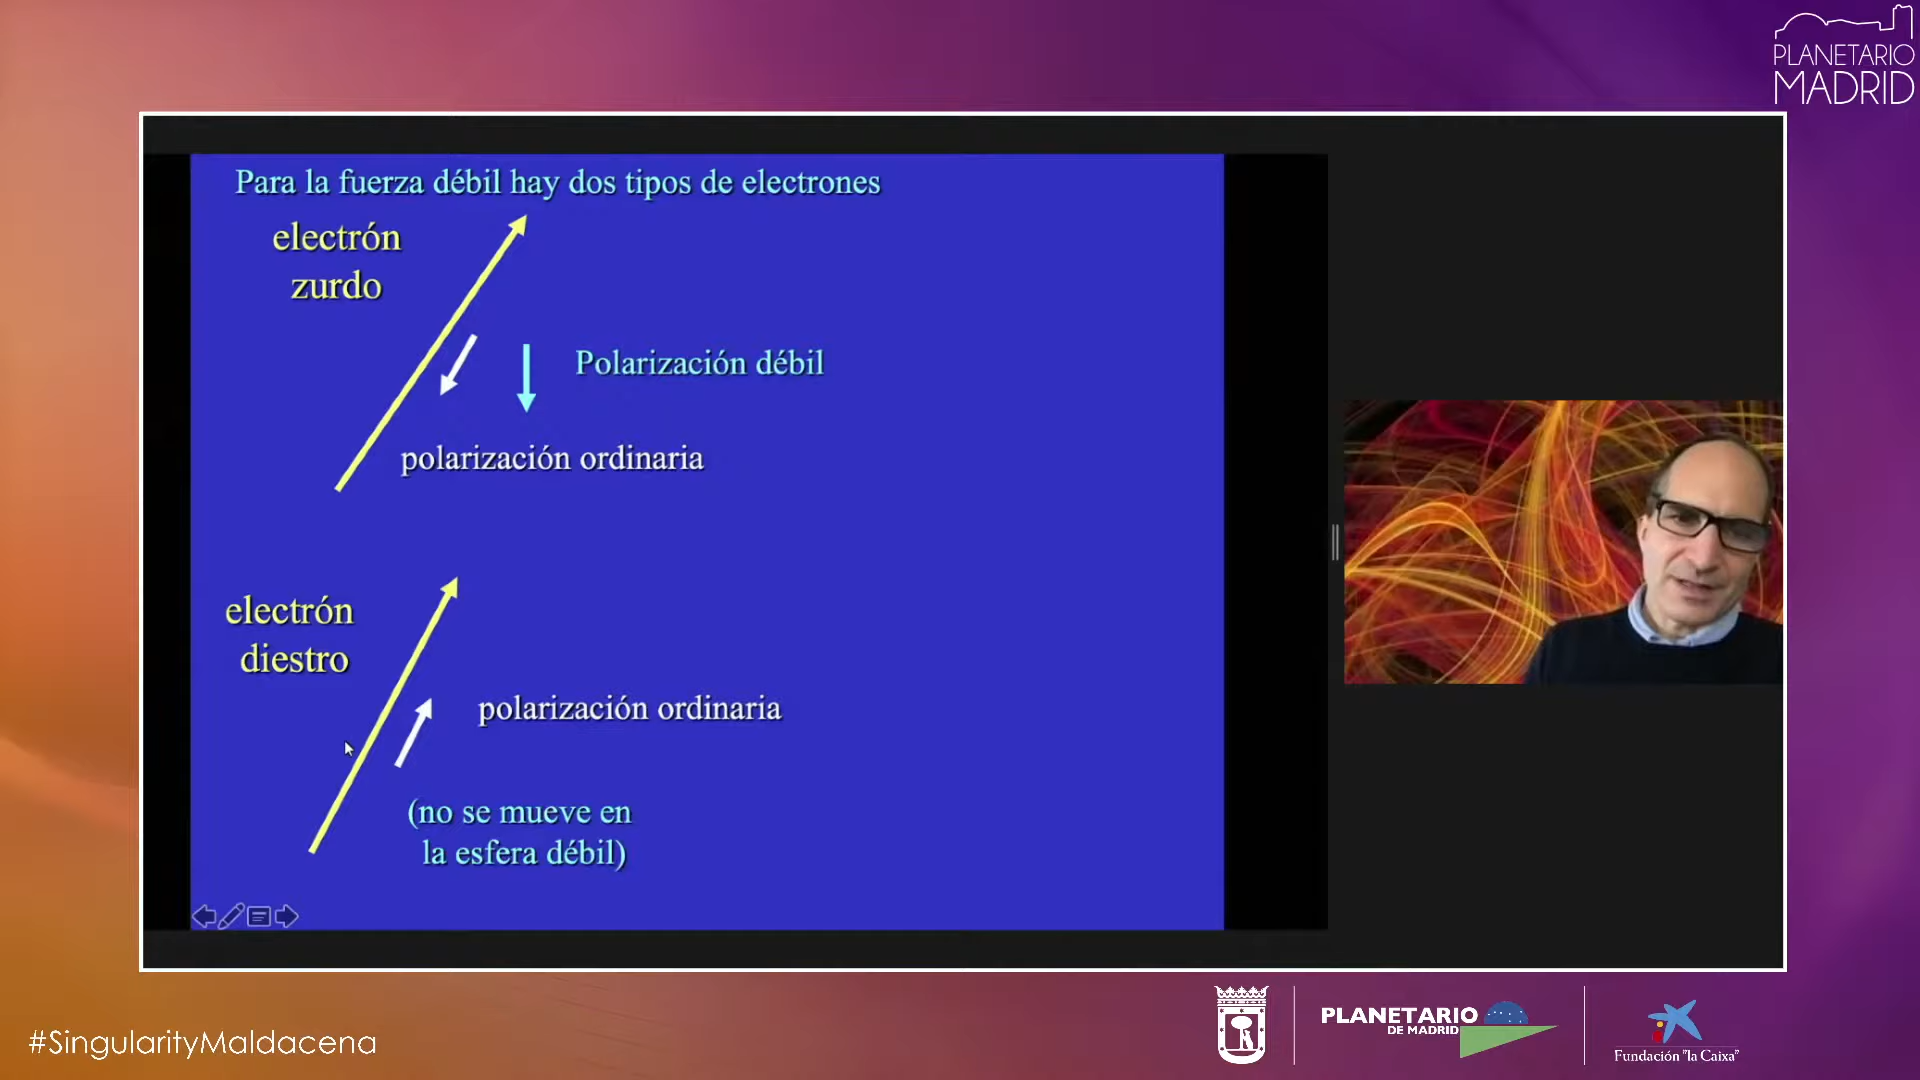 PLANETARIO
MADRID
Para la fuerza débil hay dos tipos de electrones
electrón
zurdo
Polarización débil
polarización ordinaria
electrón
diestro
polarización ordinaria
(no se mueve en
la esfera débil)
#SingularityMaldacena
PLANETARIO
DE MADRID
Fundación "la Caixa"